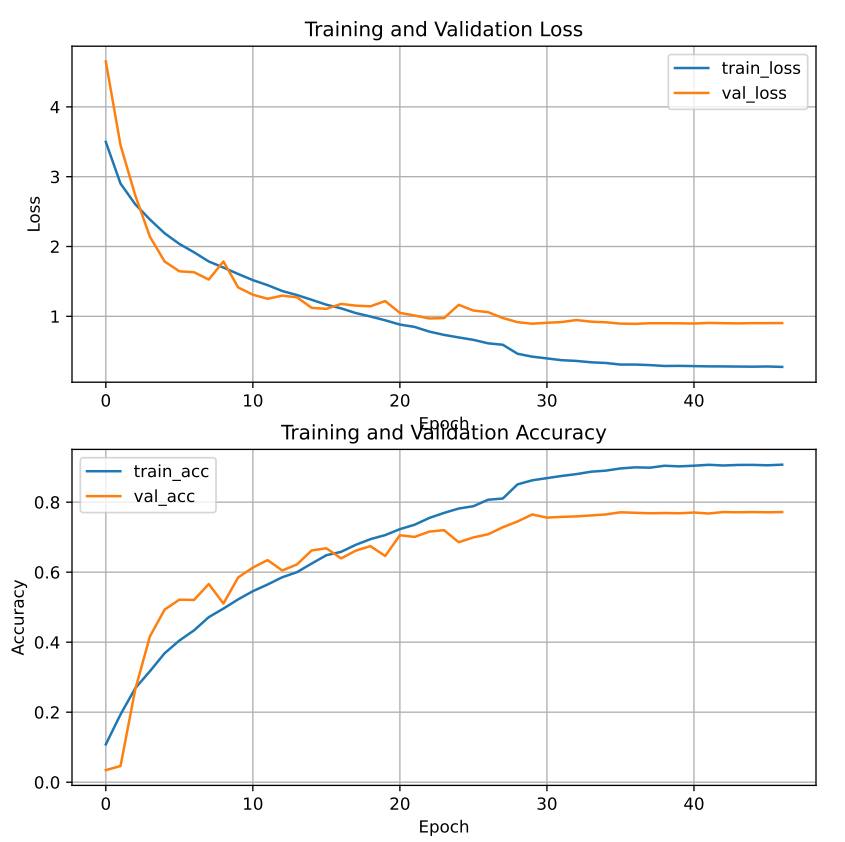 Training and Validation Loss
Loss
4
3
2
1
train_loss
val_loss
0 10 20 30 40
Epoch
Training and Validation Accuracy
Accuracy
0.8
0.6
0.4
0.2
0.0
train_acc
val_acc
0 10 20 30 40
Epoch